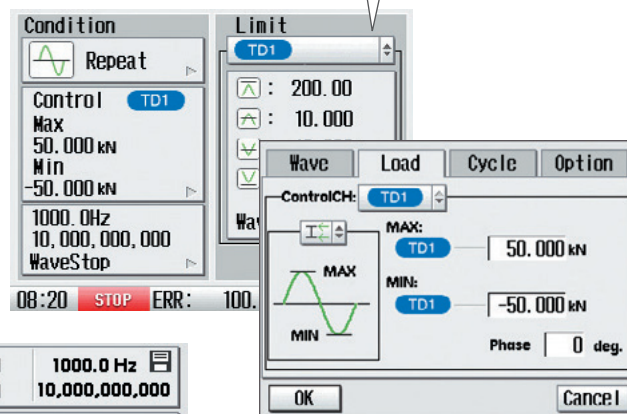 Condition
Repeat
Control TD1
Max
50.000 kN
Min
-50.000 kN
1000.0Hz
10,000,000,000
WaveStop
Limit
TD1
: 200.00
: 10.000
08:20 STOP ERR: 100.
Wave Load Cycle Option
ControlCH: TD1
MAX
MIN
MAX:
TD1 50.000 kN
MIN:
TD1 -50.000 kN
Phase 0 deg.
OK Cancel
1000.0 Hz
10,000,000,000